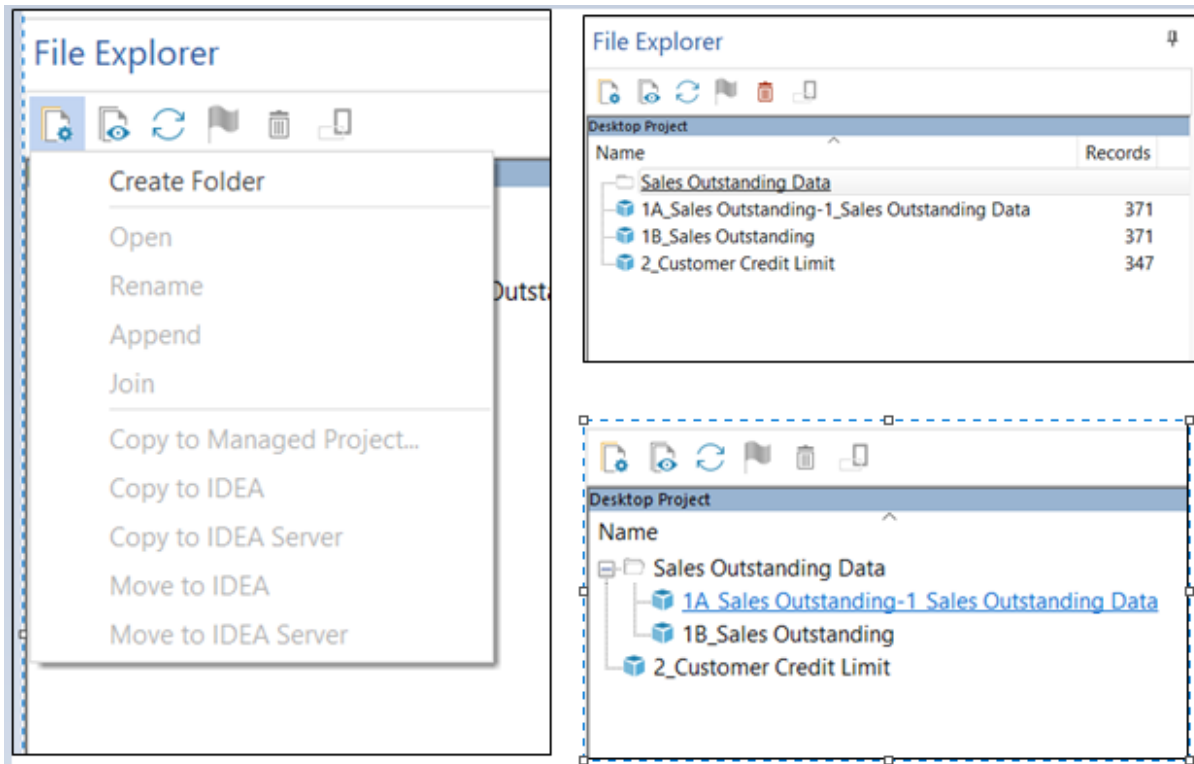 File Explorer
Create Folder
Open
Rename
Append
Join
Copy to Managed Project...
Copy to IDEA
Copy to IDEA Server
Move to IDEA
Move to IDEA Server
File Explorer
Desktop Project
Name Records
Sales Outstanding Data
1A_Sales Outstanding-1_Sales Outstanding Data 371
1B_Sales Outstanding 371
2_Customer Credit Limit 347
Desktop Project
Name
Sales Outstanding Data
1A_Sales Outstanding-1_Sales Outstanding Data
1B_Sales Outstanding
2_Customer Credit Limit